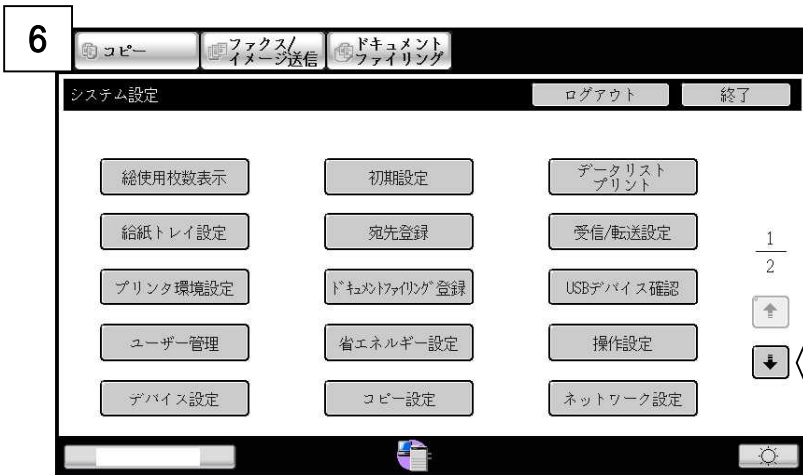 6
コピー
ファクス/
イメージ送信
ドキュメント
ファイリング
システム設定
ログアウト
終了
総使用枚数表示
初期設定
データリスト
プリント
給紙トレイ設定
宛先登録
受信/転送設定
プリンタ環境設定
ドキュメントファイリング登録
USBデバイス確認
ユーザー管理
省エネルギー設定
操作設定
デバイス設定
コピー設定
ネットワーク設定
1
2